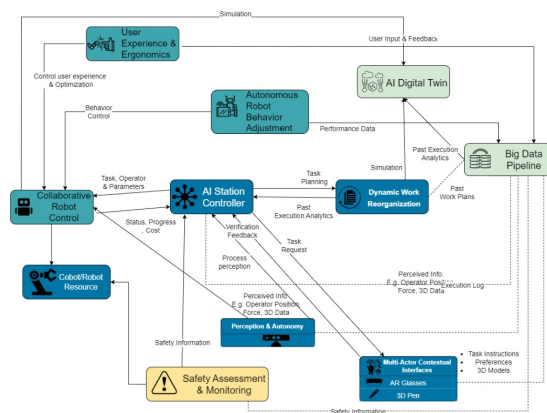 Simulation
User
Experience &
Ergonomics
User Input & Feedback
AI Digital Twin
Control user experience
& Optimization
Autonomous
Robot
Behavior
Adjustment
Behavior
Control
Performance Data
Past Execution
Analytics
Big Data
Pipeline
Simulation
Task, Operator
& Parameters
AI Station
Controller
Task
Planning
Dynamic Work
Reorganization
Past
Work Plans
Collaborative
Robot
Control
Past
Execution Analytics
Status, Progress
, Cost
Verification
Feedback
Task
Request
Process
perception
Cobot/Robot
Resource
Perceived Info:
E.g. Operator Position,
Force, 3D Data
Perceived Info:
E.g. Operator Position
Force, 3D Data
Execution Log
Perception & Autonomy
Safety Information
Multi-Actor Contextual
Interfaces
AR Glasses
3D Pen
• Task Instructions
• Preferences
• 3D Models
Safety Assessment
& Monitoring
Safety Information